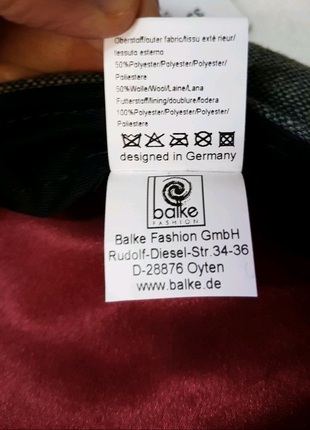 Oberstoff/outer fabric/tissu exté rieur/
tessuto esterno
50%Polyester/Polyester/Polyester/
Poliestere
50%Wolle/Wool/Laine/Lana
Futterstoff/lining/doublure/fodera
100%Polyester/Polyester/Polyester/
Poliestere
designed in Germany
balke
FASHION
Balke Fashion GmbH
Rudolf-Diesel-Str.34-36
D-28876 Oyten
www.balke.de